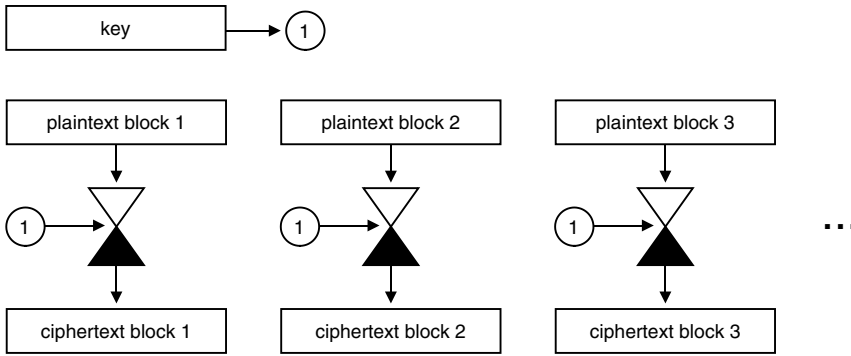 key
1
plaintext block 1
plaintext block 2
plaintext block 3
1
1
1
...
ciphertext block 1
ciphertext block 2
ciphertext block 3